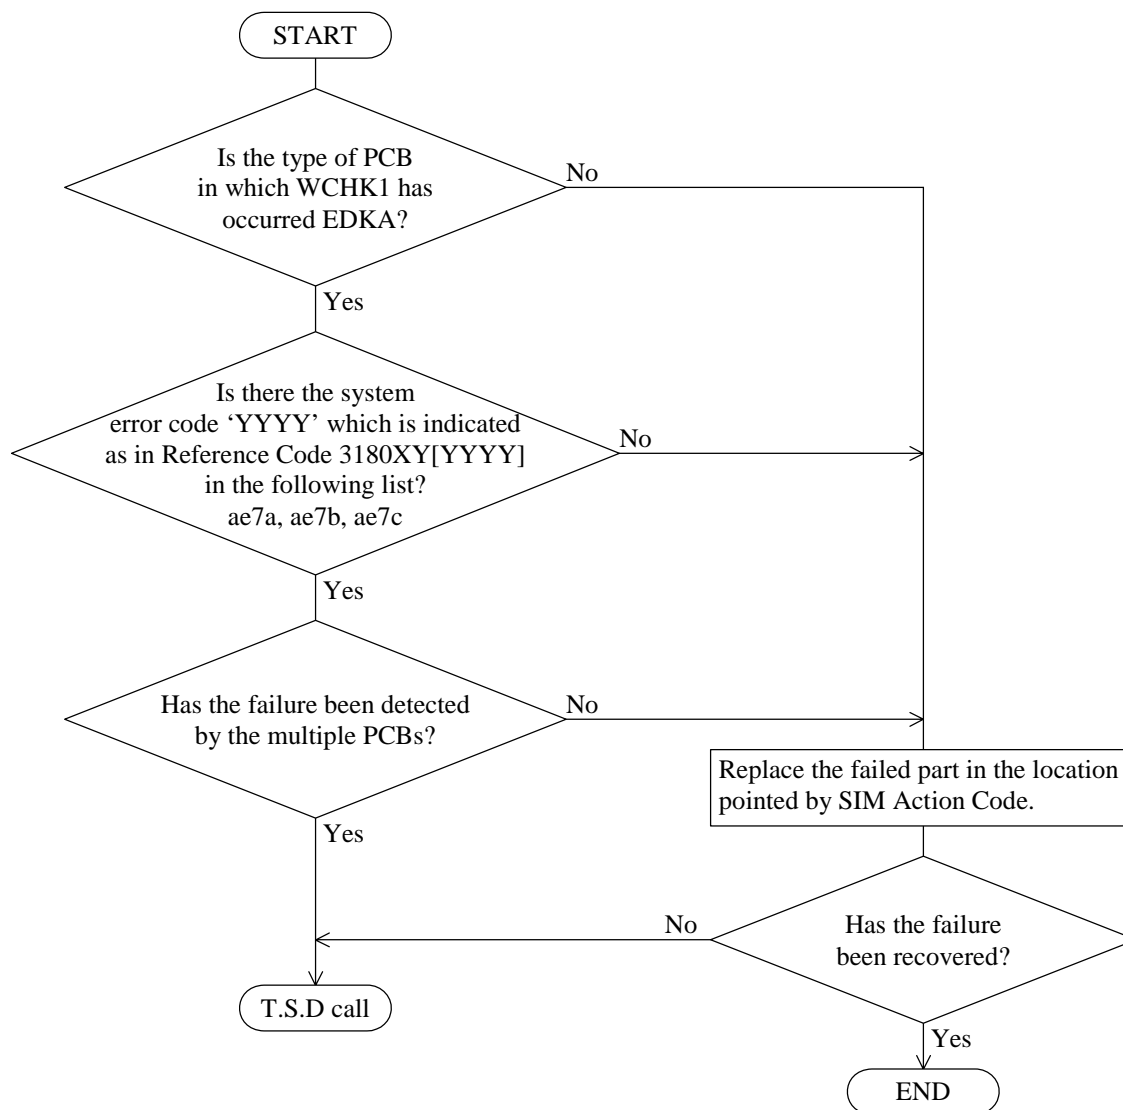 START
Is the type of PCB
in which WCHK1 has
occurred EDKA?
No
Yes
Is there the system
error code ‘YYYY’ which is indicated
as in Reference Code 3180XY[YYYY]
in the following list?
ae7a, ae7b, ae7c
No
Yes
Has the failure been detected
by the multiple PCBs?
No
Yes
Replace the failed part in the location
pointed by SIM Action Code.
Has the failure
been recovered?
No
Yes
T.S.D call
END